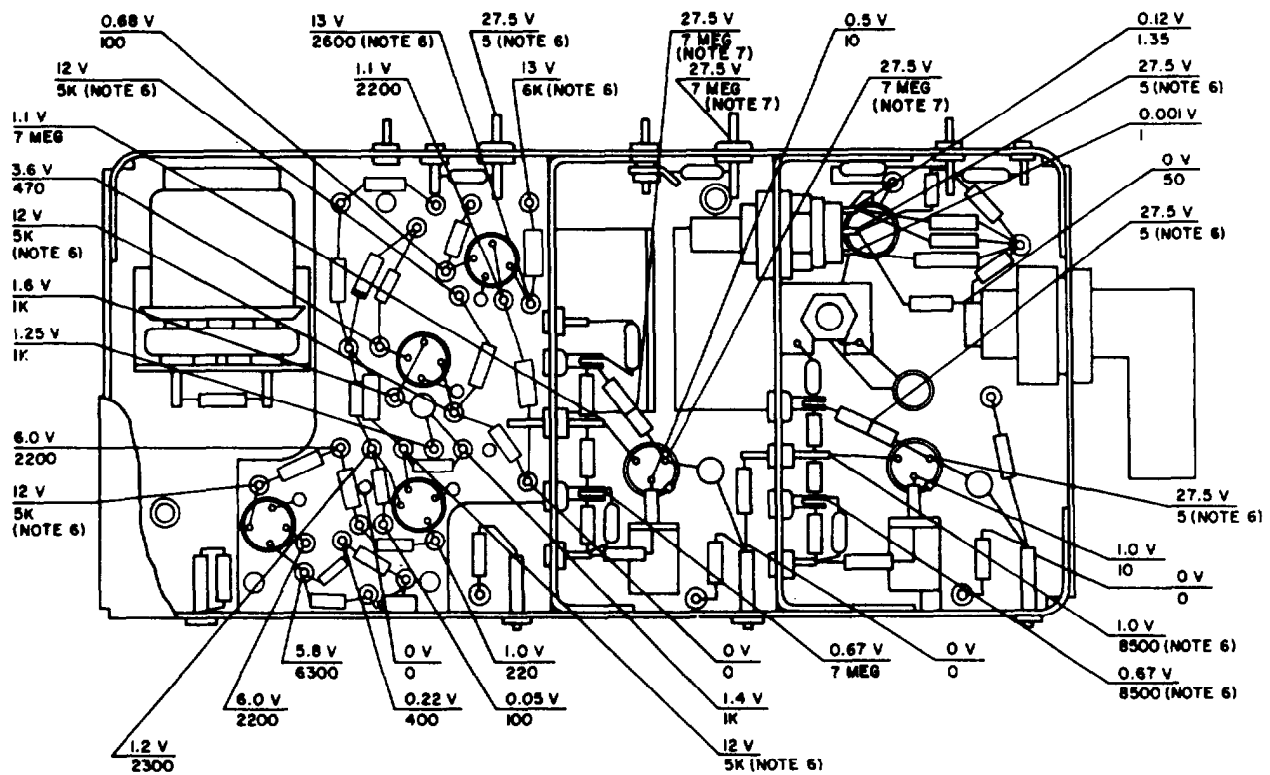 0.68 V
100
13 V
2600 (NOTE 6)
27.5 V
5 (NOTE 6)
27.5 V
7 MEG
(NOTE 7)
0.5 V
10
0.12 V
1.35
12 V
5K (NOTE 6)
1.1 V
2200
13 V
6K (NOTE 6)
27.5 V
7 MEG
(NOTE 7)
27.5 V
7 MEG
(NOTE 7)
27.5 V
5 (NOTE 6)
1.1 V
7 MEG
0.001 V
1
3.6 V
470
0 V
50
12 V
5K
(NOTE 6)
27.5 V
5 (NOTE 6)
1.6 V
1K
1.25 V
1K
6.0 V
2200
12 V
5K
(NOTE 6)
27.5 V
5 (NOTE 6)
1.0 V
10
0 V
0
1.0 V
8500 (NOTE 6)
0.67 V
8500 (NOTE 6)
5.8 V
6300
0 V
0
1.0 V
220
0 V
0
0.67 V
7 MEG
0 V
0
6.0 V
2200
0.22 V
400
0.05 V
100
1.4 V
1K
1.2 V
2300
12 V
5K (NOTE 6)